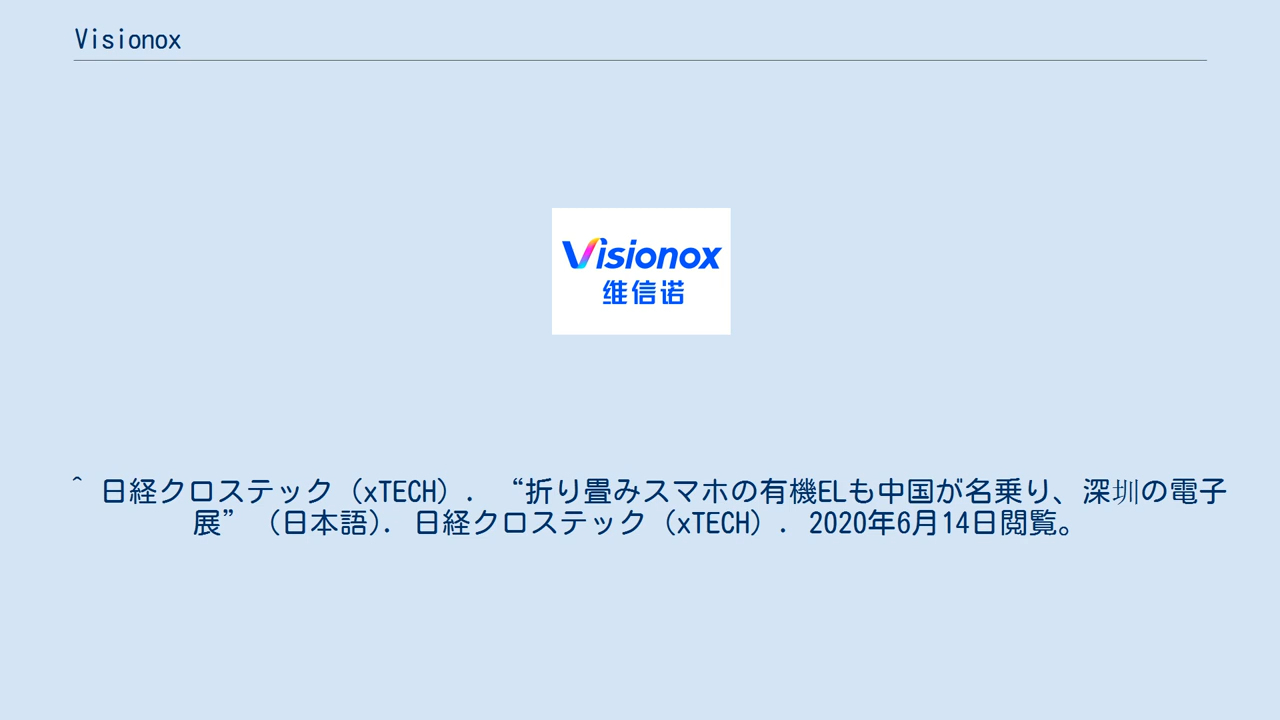 Visionox
Visionox
维信诺
^ 日経クロステック（xTECH）. “折り畳みスマホの有機ELも中国が名乗り、深圳の電子
展” （日本語）. 日経クロステック（xTECH）. 2020年6月14日閲覧。